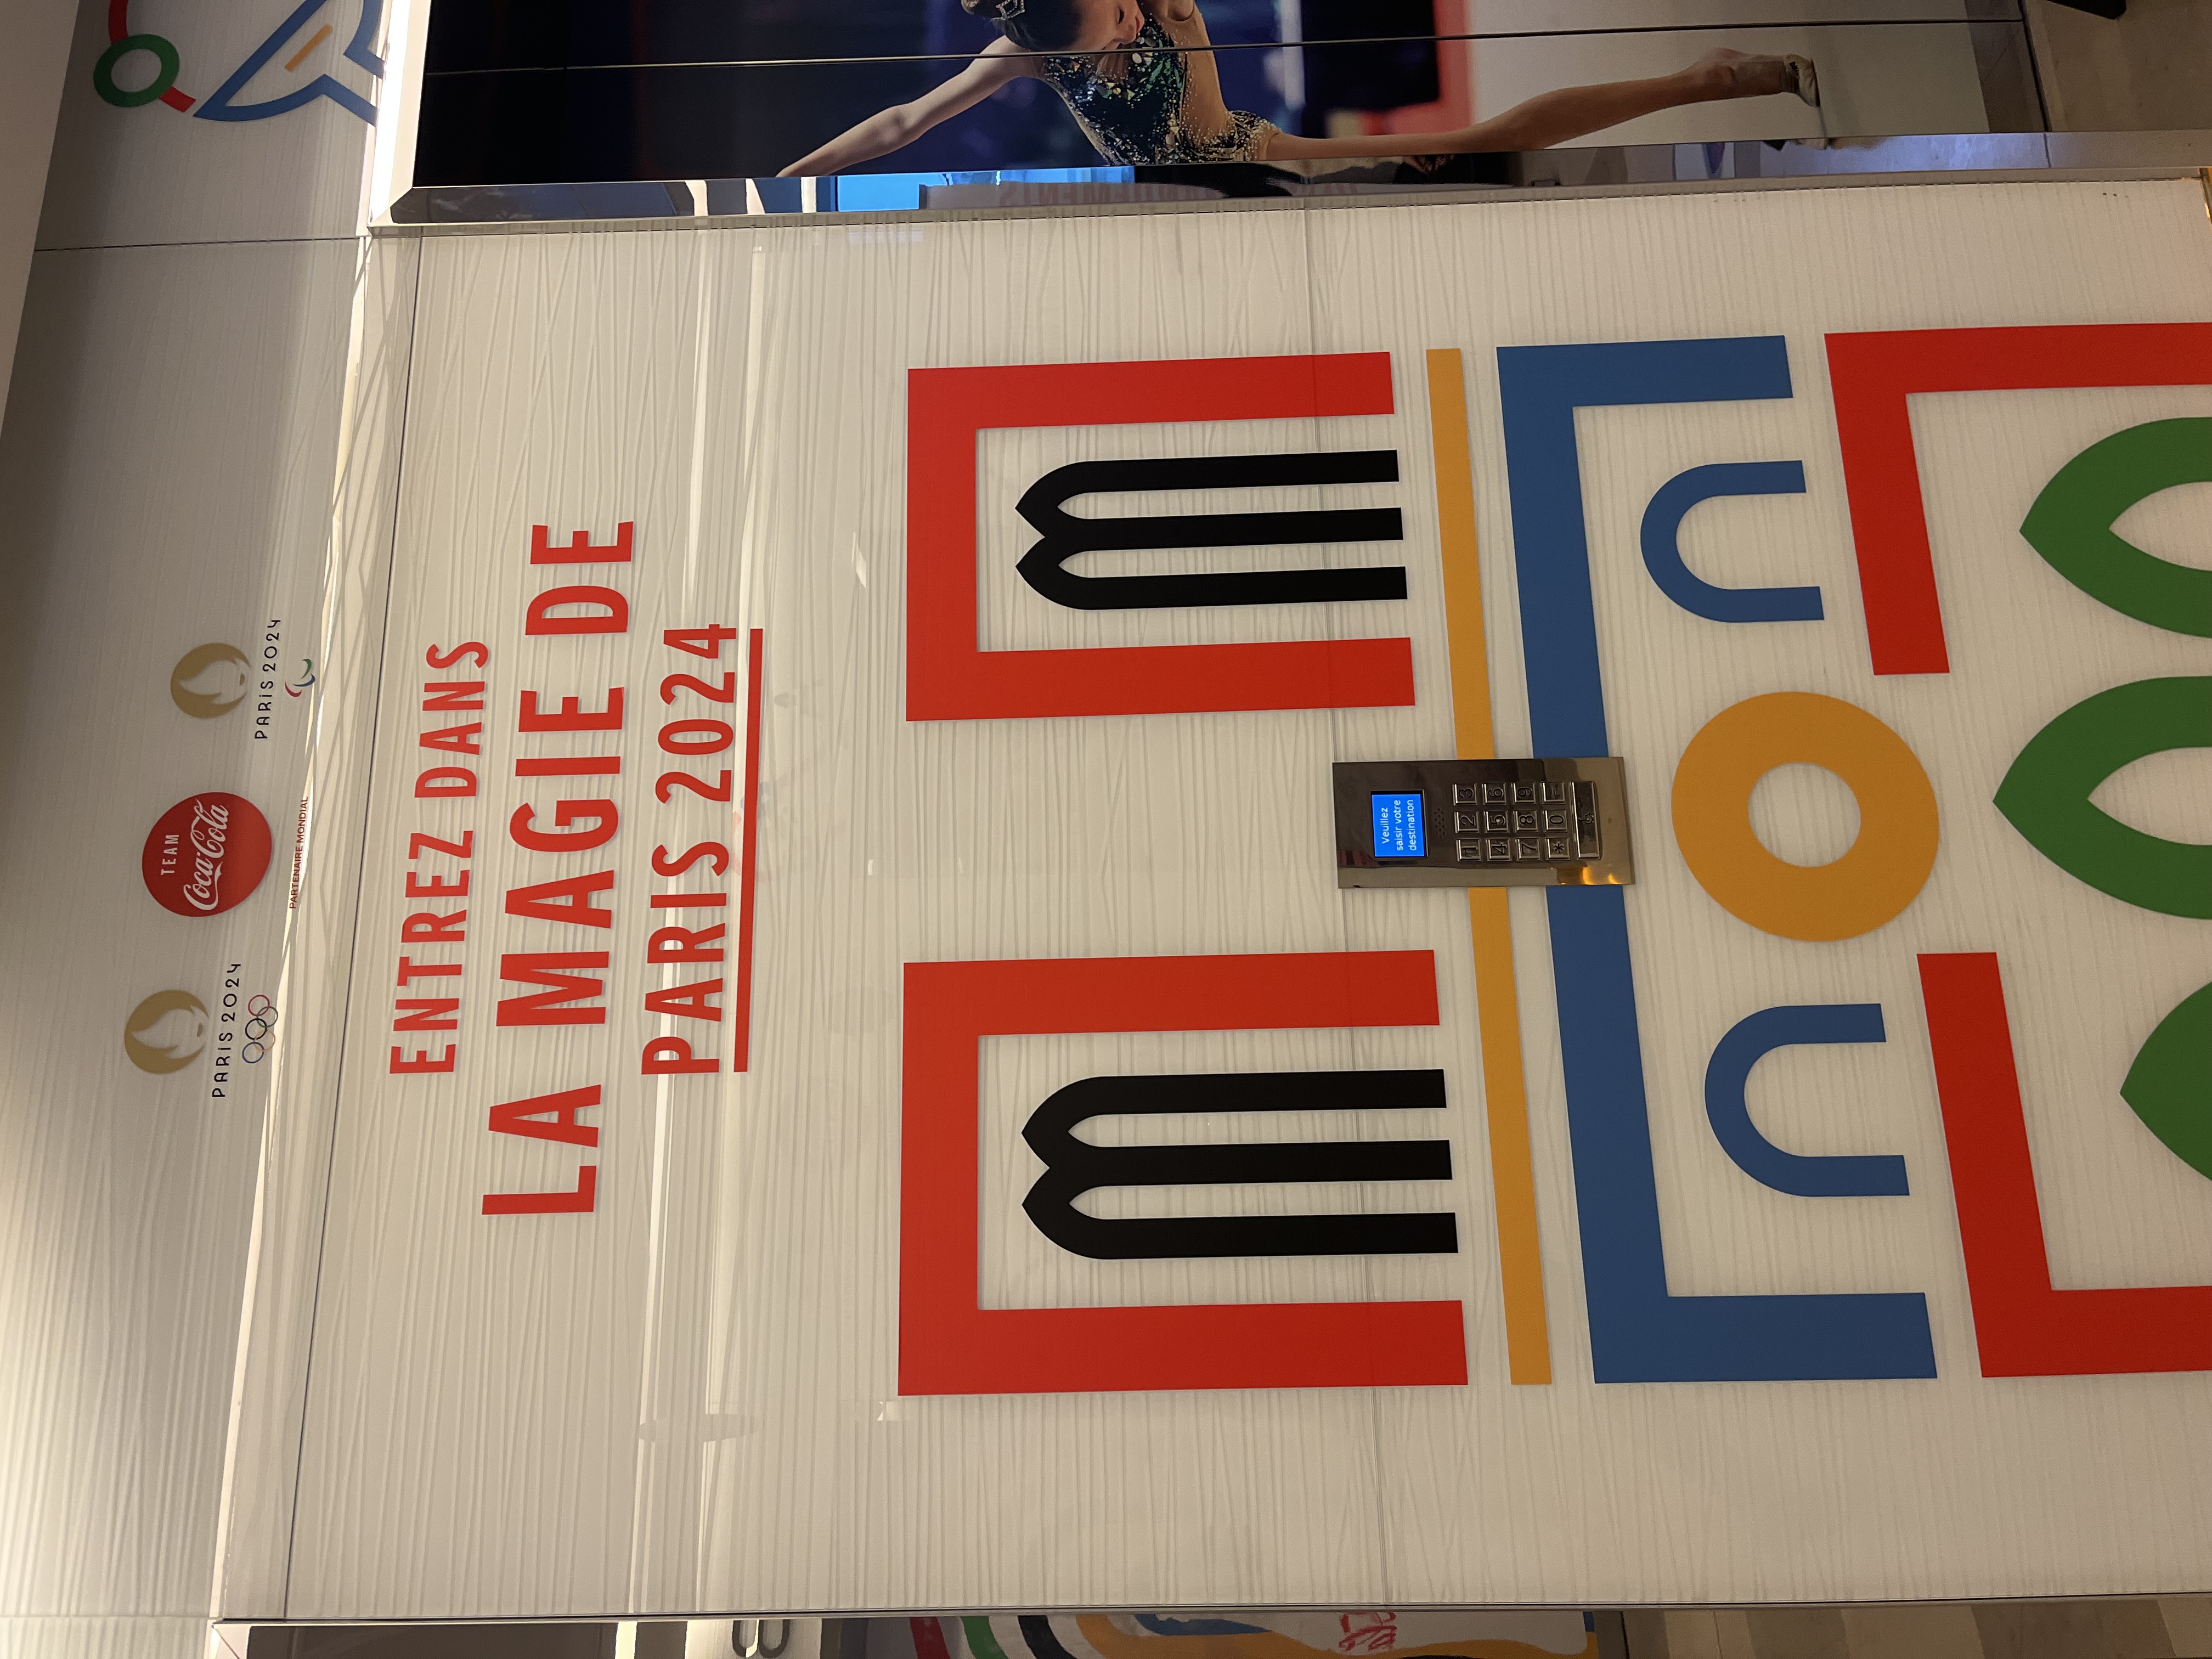 PARIS 2024
TEAM
Coca-Cola
PARTENAIRE MONDIAL
PARIS 2024
ENTREZ DANS
LA MAGIE DE
PARIS 2024
Veuillez
saisir votre
destination
1 2 3
4 5 6
7 8 9
* 0